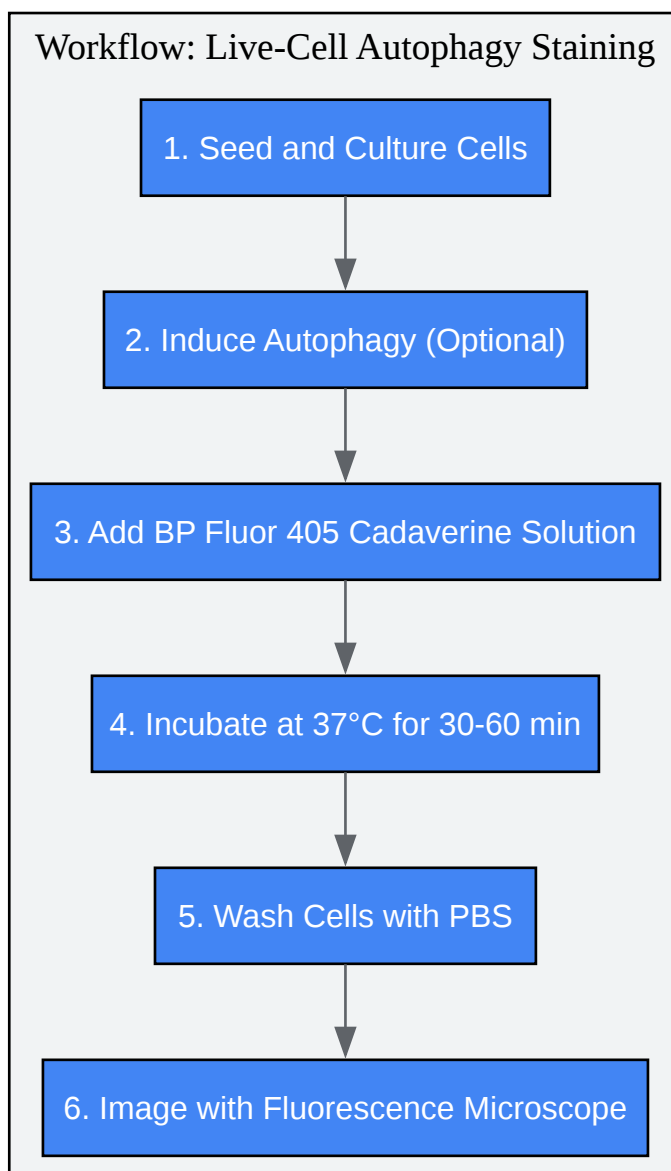 Workflow: Live-Cell Autophagy Staining
1. Seed and Culture Cells
2. Induce Autophagy (Optional)
3. Add BP Fluor 405 Cadaverine Solution
4. Incubate at 37°C for 30-60 min
5. Wash Cells with PBS
6. Image with Fluorescence Microscope